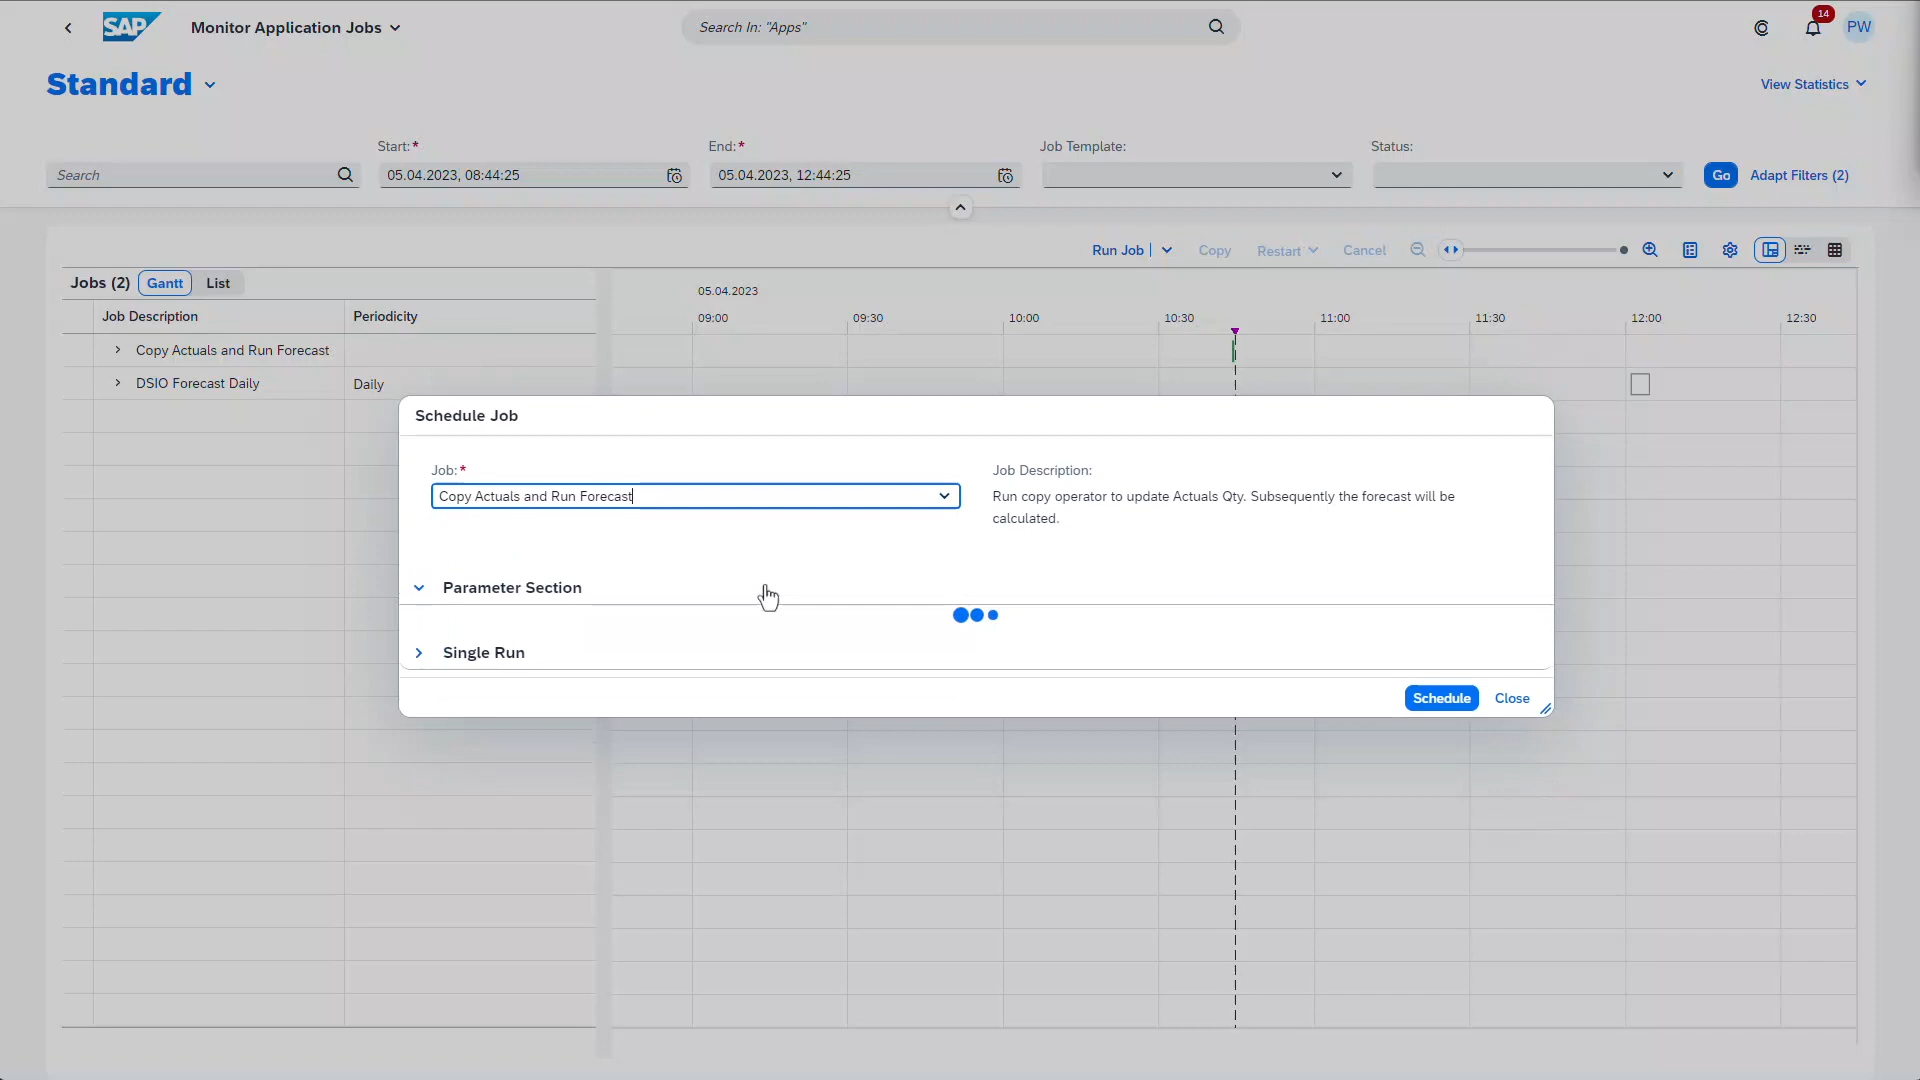 SAP
Monitor Application Jobs
Search In: "Apps"
14
PW
Standard
View Statistics
Search
Start:*
05.04.2023, 08:44:25
End:*
05.04.2023, 12:44:25
Job Template:
Status:
Go
Adapt Filters (2)
Run Job
Copy
Restart
Cancel
Jobs (2)
Gantt
List
05.04.2023
Job Description
Periodicity
09:00
09:30
10:00
10:30
11:00
11:30
12:00
12:30
Copy Actuals and Run Forecast
DSIO Forecast Daily
Daily
Schedule Job
Job:*
Copy Actuals and Run Forecast
Job Description:
Run copy operator to update Actuals Qty. Subsequently the forecast will be
calculated.
Parameter Section
Single Run
Schedule
Close